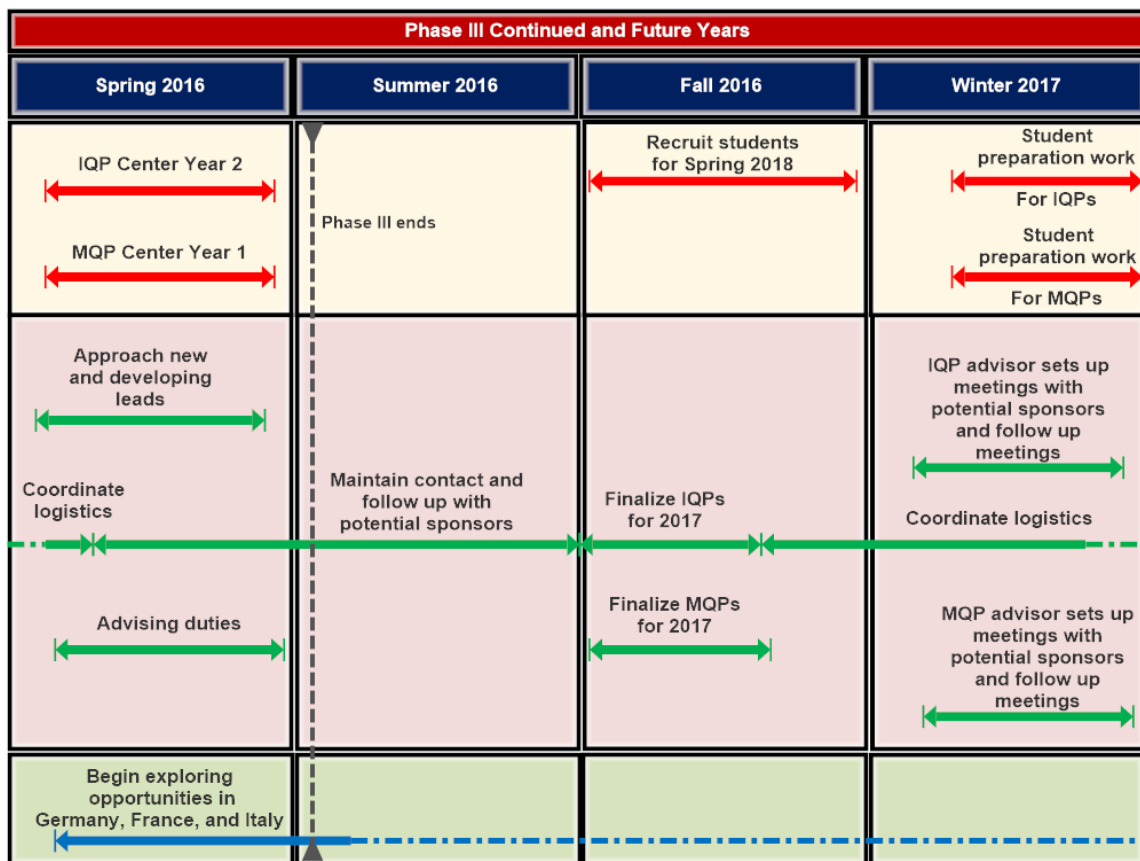 Phase III Continued and Future Years
Spring 2016
Summer 2016
Fall 2016
Winter 2017
IQP Center Year 2
MQP Center Year 1
Phase III ends
Recruit students
for Spring 2018
Student
preparation work
For IQPs
Student
preparation work
For MQPs
Approach new
and developing
leads
Coordinate
logistics
Advising duties
Maintain contact and
follow up with
potential sponsors
Finalize IQPs
for 2017
Finalize MQPs
for 2017
IQP advisor sets up
meetings with
potential sponsors
and follow up
meetings
Coordinate logistics
MQP advisor sets up
meetings with
potential sponsors
and follow up
meetings
Begin exploring
opportunities in
Germany, France, and Italy